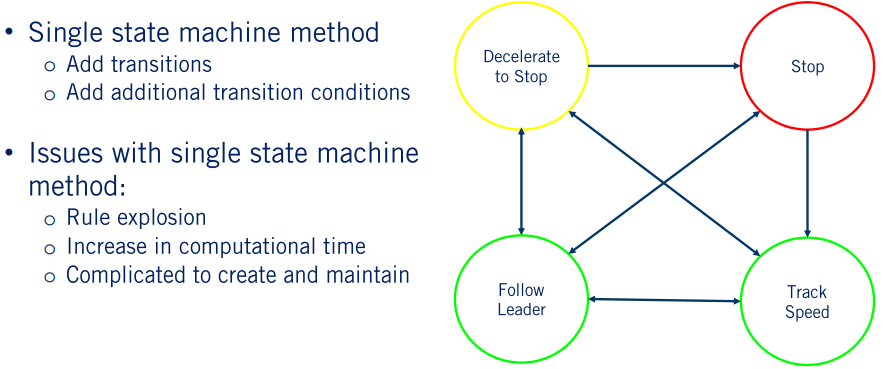 • Single state machine method
o Add transitions
o Add additional transition conditions
• Issues with single state machine
method:
o Rule explosion
o Increase in computational time
o Complicated to create and maintain
Decelerate
to Stop
Stop
Follow
Leader
Track
Speed